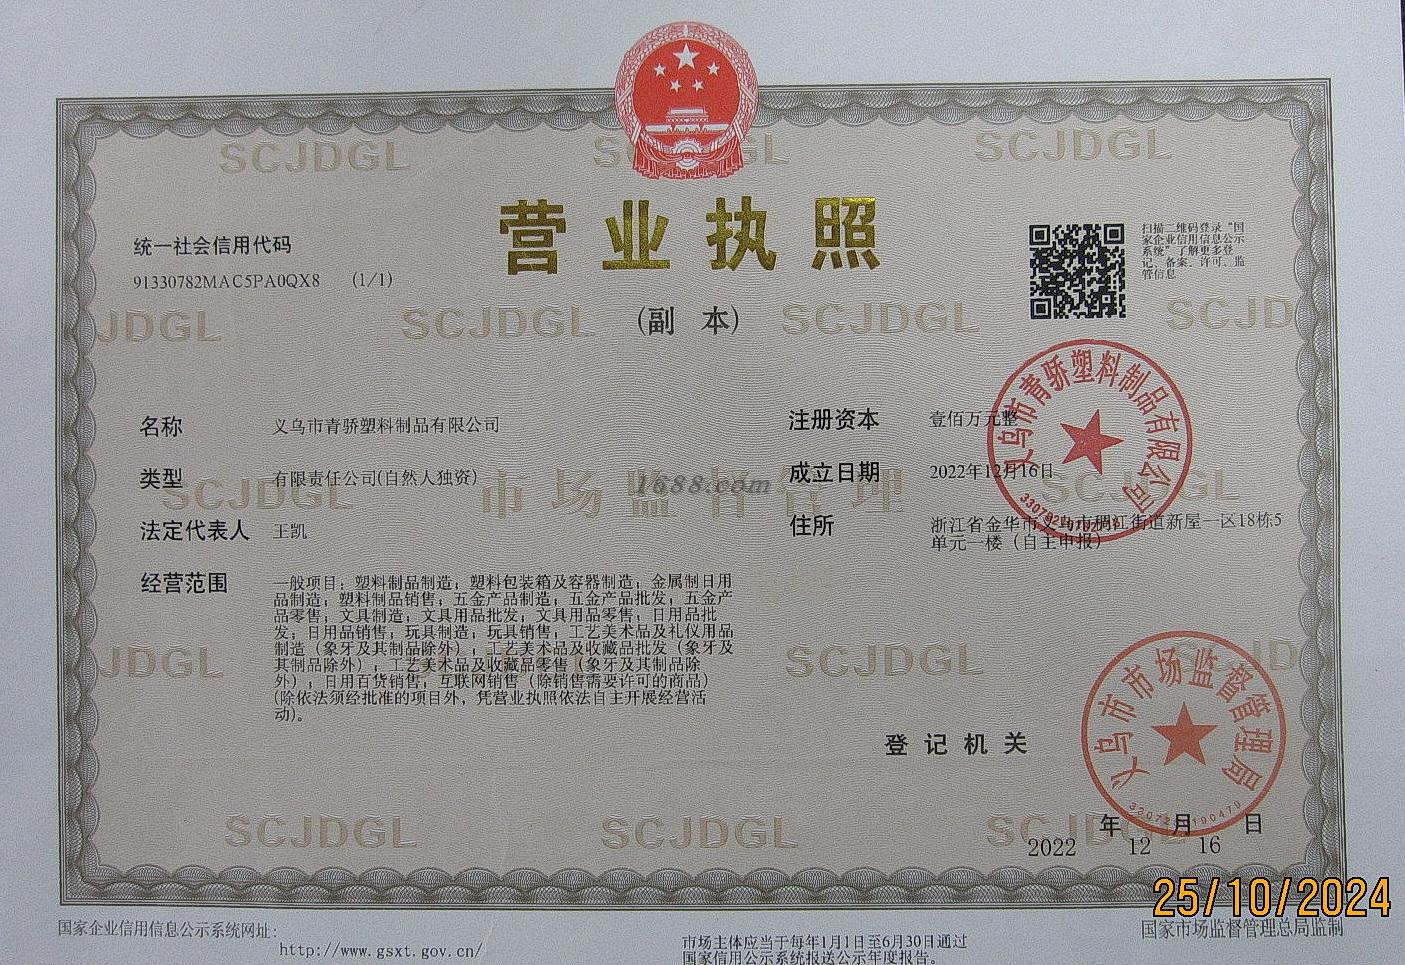 SCJDGL
SCJDGL
SCJDGL
营业执照
(副 本)
统一社会信用代码
91330782MAC5PA0QX8 (1/1)
扫描二维码登录“国
家企业信用信息公示
系统”了解更多登
记、备案、许可、监
管信息
JDGL
SCJDGL
SCJDGL
SCJD
名称 义乌市青骄塑料制品有限公司
类型 有限责任公司(自然人独资)
法定代表人 王凯
经营范围 一般项目：塑料制品制造；塑料包装箱及容器制造；金属制日用
品制造；塑料制品销售；五金产品制造；五金产品批发；五金产
品零售；文具制造；文具用品批发；文具用品零售；日用品批
发；日用品销售；玩具制造；玩具销售；工艺美术品及礼仪用品
制造（象牙及其制品除外）；工艺美术品及收藏品批发（象牙及
其制品除外）；工艺美术品及收藏品零售（象牙及其制品除
外）；日用百货销售；互联网销售（除销售需要许可的商品）
(除依法须经批准的项目外，凭营业执照依法自主开展经营活
动)。
注册资本 壹佰万元整
成立日期 2022年12月16日
住所 浙江省金华市义乌市稠江街道新屋一区18栋5
单元一楼（自主申报）
义乌市青骄塑料制品有限公司
SCJDGL
市场监督管理
1688.com
SCJDGL
JDGL
SCJDGL
SCJD
登记机关
义乌市市场监督管理局
SCJDGL
SCJDGL
SCJDGL
年 月 日
2022 12 16
25/10/2024
国家企业信用信息公示系统网址:
http://www.gsxt.gov.cn/
市场主体应当于每年1月1日至6月30日通过
国家信用公示系统报送公示年度报告。
国家市场监督管理总局监制